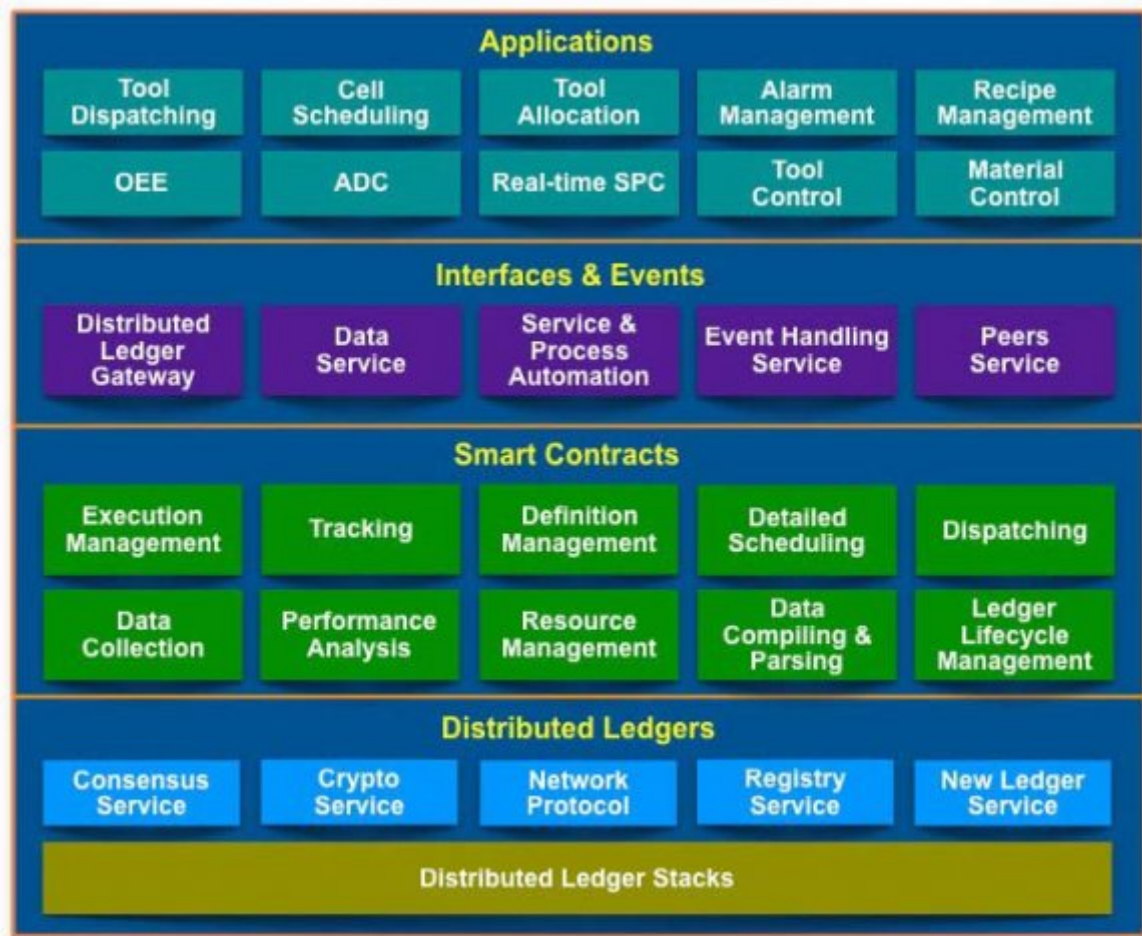 Applications
Tool
Dispatching
Cell
Scheduling
Tool
Allocation
Alarm
Management
Recipe
Management
OEE
ADC
Real-time SPC
Tool
Control
Material
Control
Interfaces & Events
Distributed
Ledger
Gateway
Data
Service
Service &
Process
Automation
Event Handling
Service
Peers
Service
Smart Contracts
Execution
Management
Tracking
Definition
Management
Detailed
Scheduling
Dispatching
Data
Collection
Performance
Analysis
Resource
Management
Data
Compiling &
Parsing
Ledger
Lifecycle
Management
Distributed Ledgers
Consensus
Service
Crypto
Service
Network
Protocol
Registry
Service
New Ledger
Service
Distributed Ledger Stacks